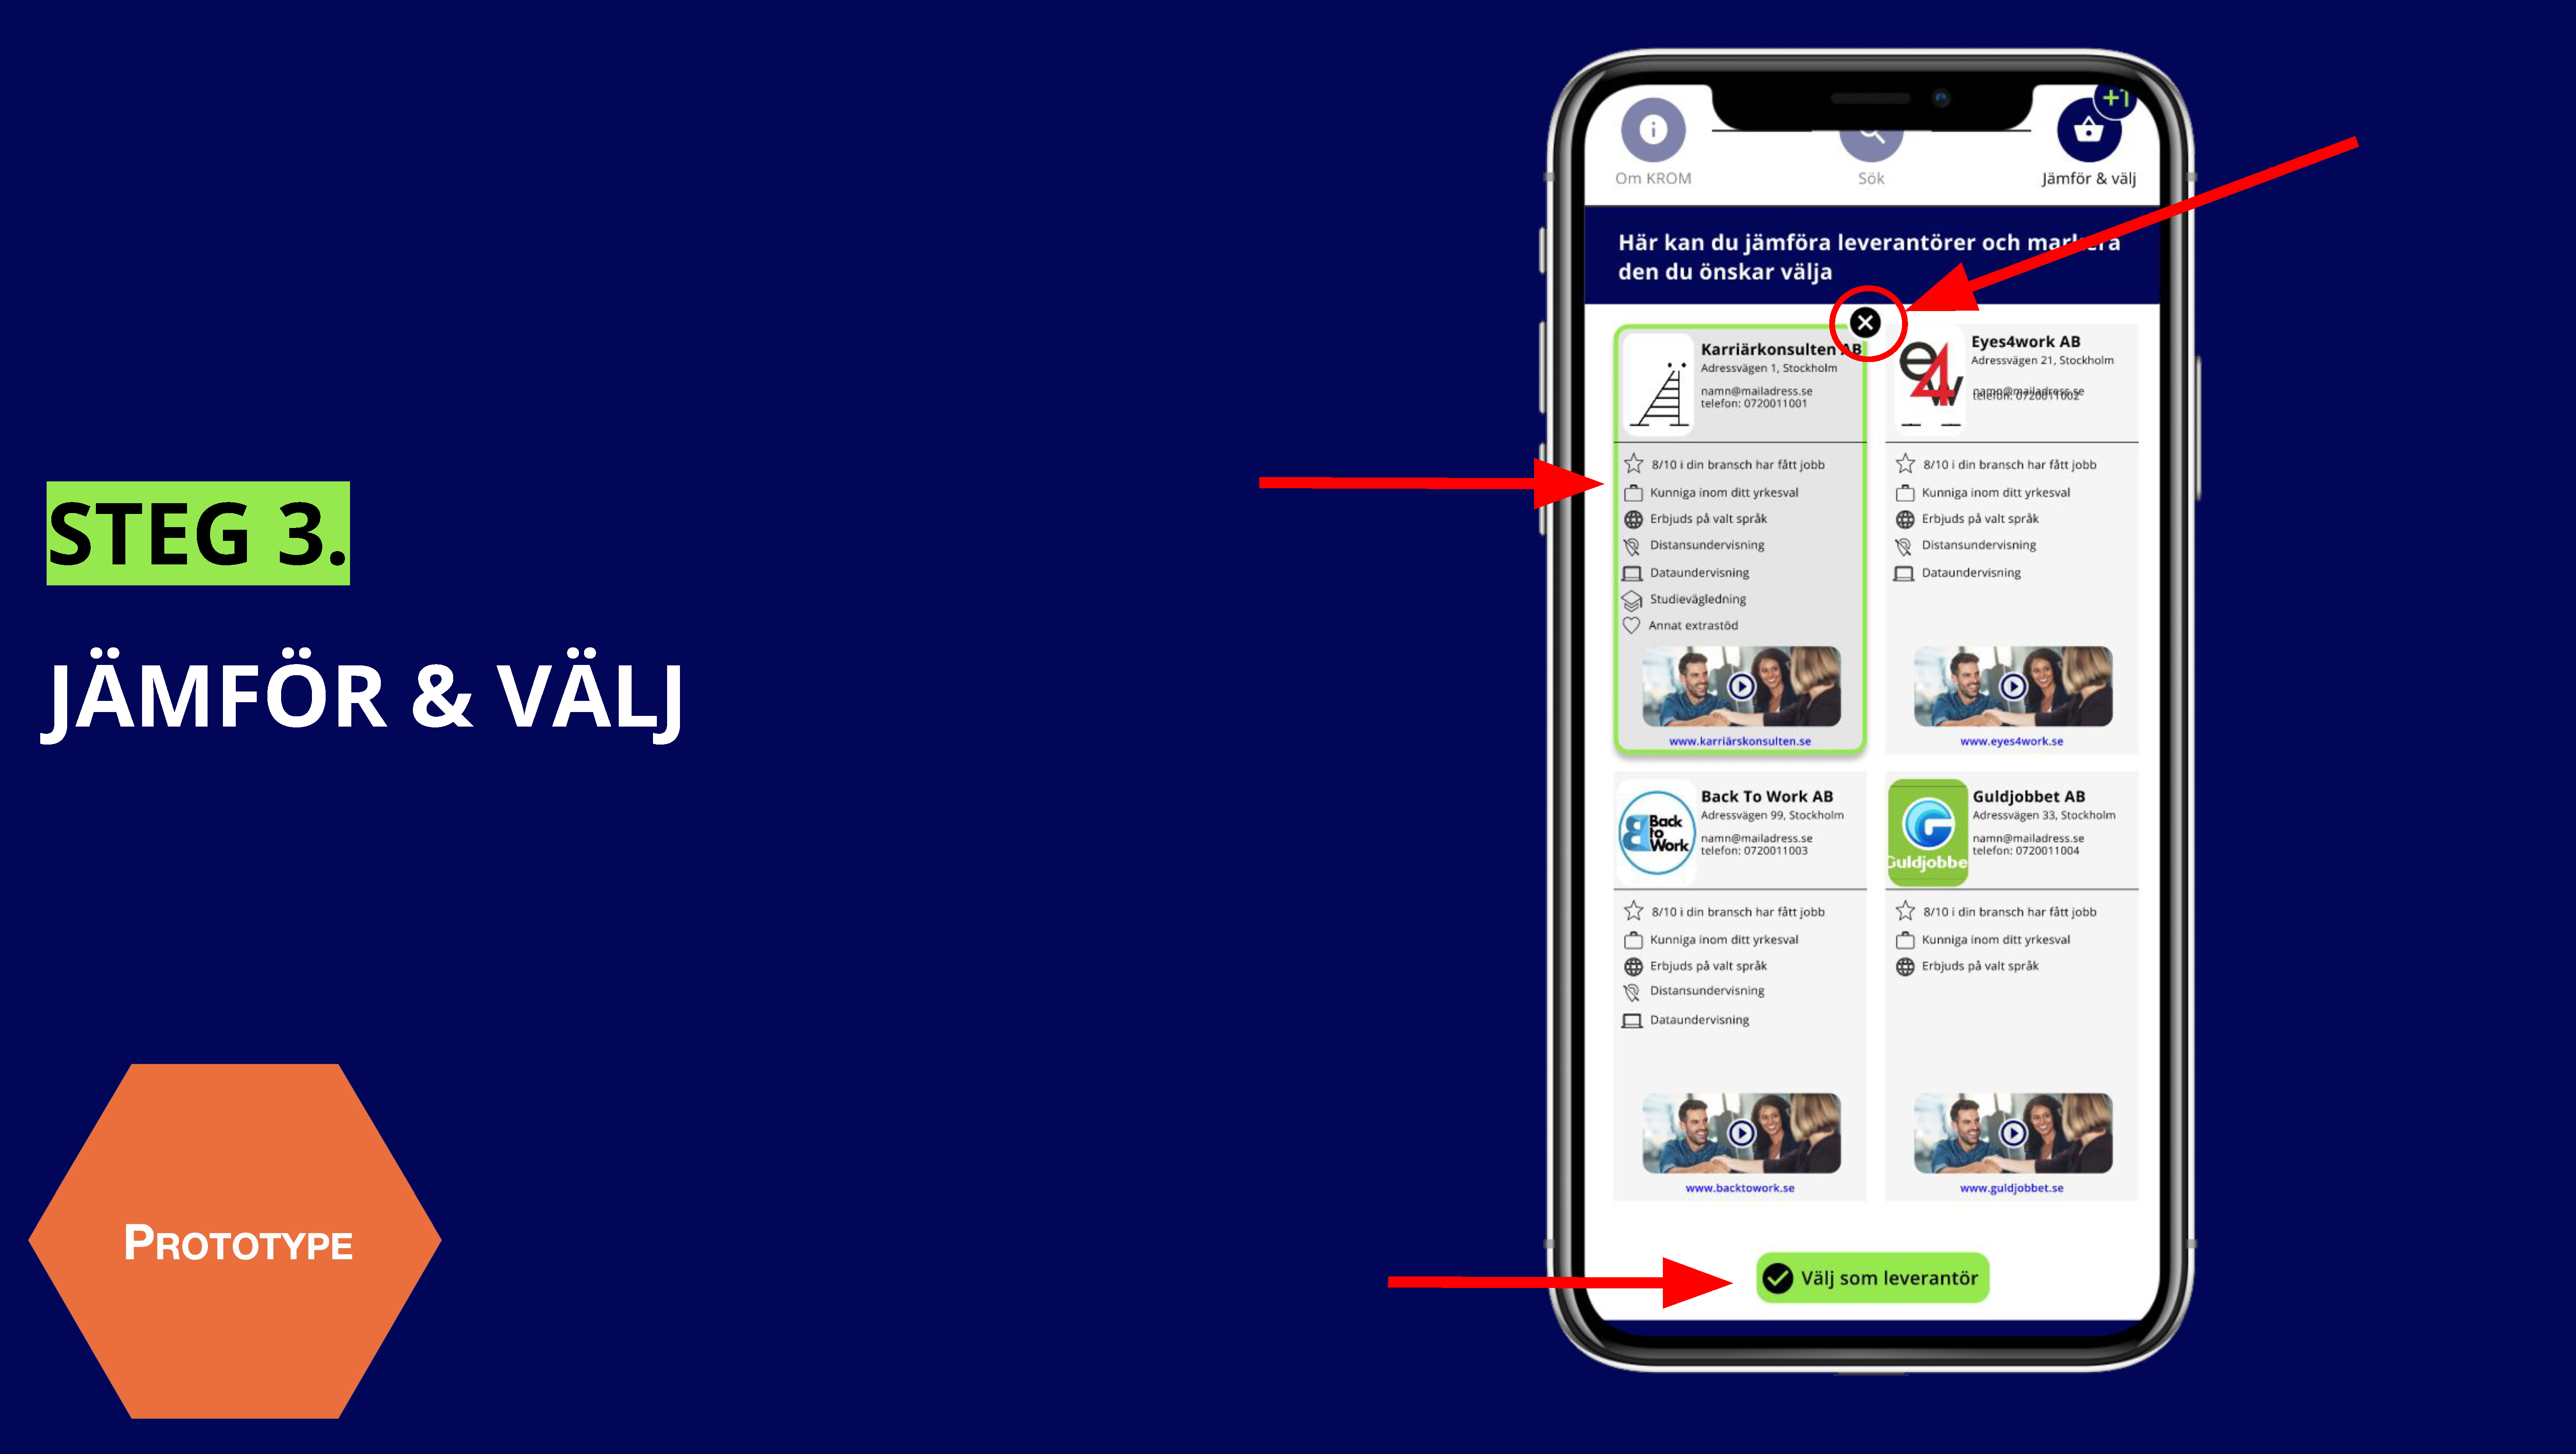 STEG 3.
JÄMFÖR & VÄLJ
PROTOTYPE
+1
Om KROM
Sök
Jämför & välj
Här kan du jämföra leverantörer och markera
den du önskar välja
Karriärkonsulten AB
Adressvägen 1, Stockholm
namn@mailadress.se
telefon: 0720011001
8/10 i din bransch har fått jobb
Kunniga inom ditt yrkesval
Erbjuds på valt språk
Distansundervisning
Dataundervisning
Studievägledning
Annat extrastöd
www.karriärskonsulten.se
e4w
Eyes4work AB
Adressvägen 21, Stockholm
namn@mailadress.se
telefon: 0720011002
8/10 i din bransch har fått jobb
Kunniga inom ditt yrkesval
Erbjuds på valt språk
Distansundervisning
Dataundervisning
www.eyes4work.se
Back
to
Work
Back To Work AB
Adressvägen 99, Stockholm
namn@mailadress.se
telefon: 0720011003
8/10 i din bransch har fått jobb
Kunniga inom ditt yrkesval
Erbjuds på valt språk
Distansundervisning
Dataundervisning
www.backtowork.se
Guldjobbe
Guldjobbet AB
Adressvägen 33, Stockholm
namn@mailadress.se
telefon: 0720011004
8/10 i din bransch har fått jobb
Kunniga inom ditt yrkesval
Erbjuds på valt språk
www.guldjobbet.se
Välj som leverantör